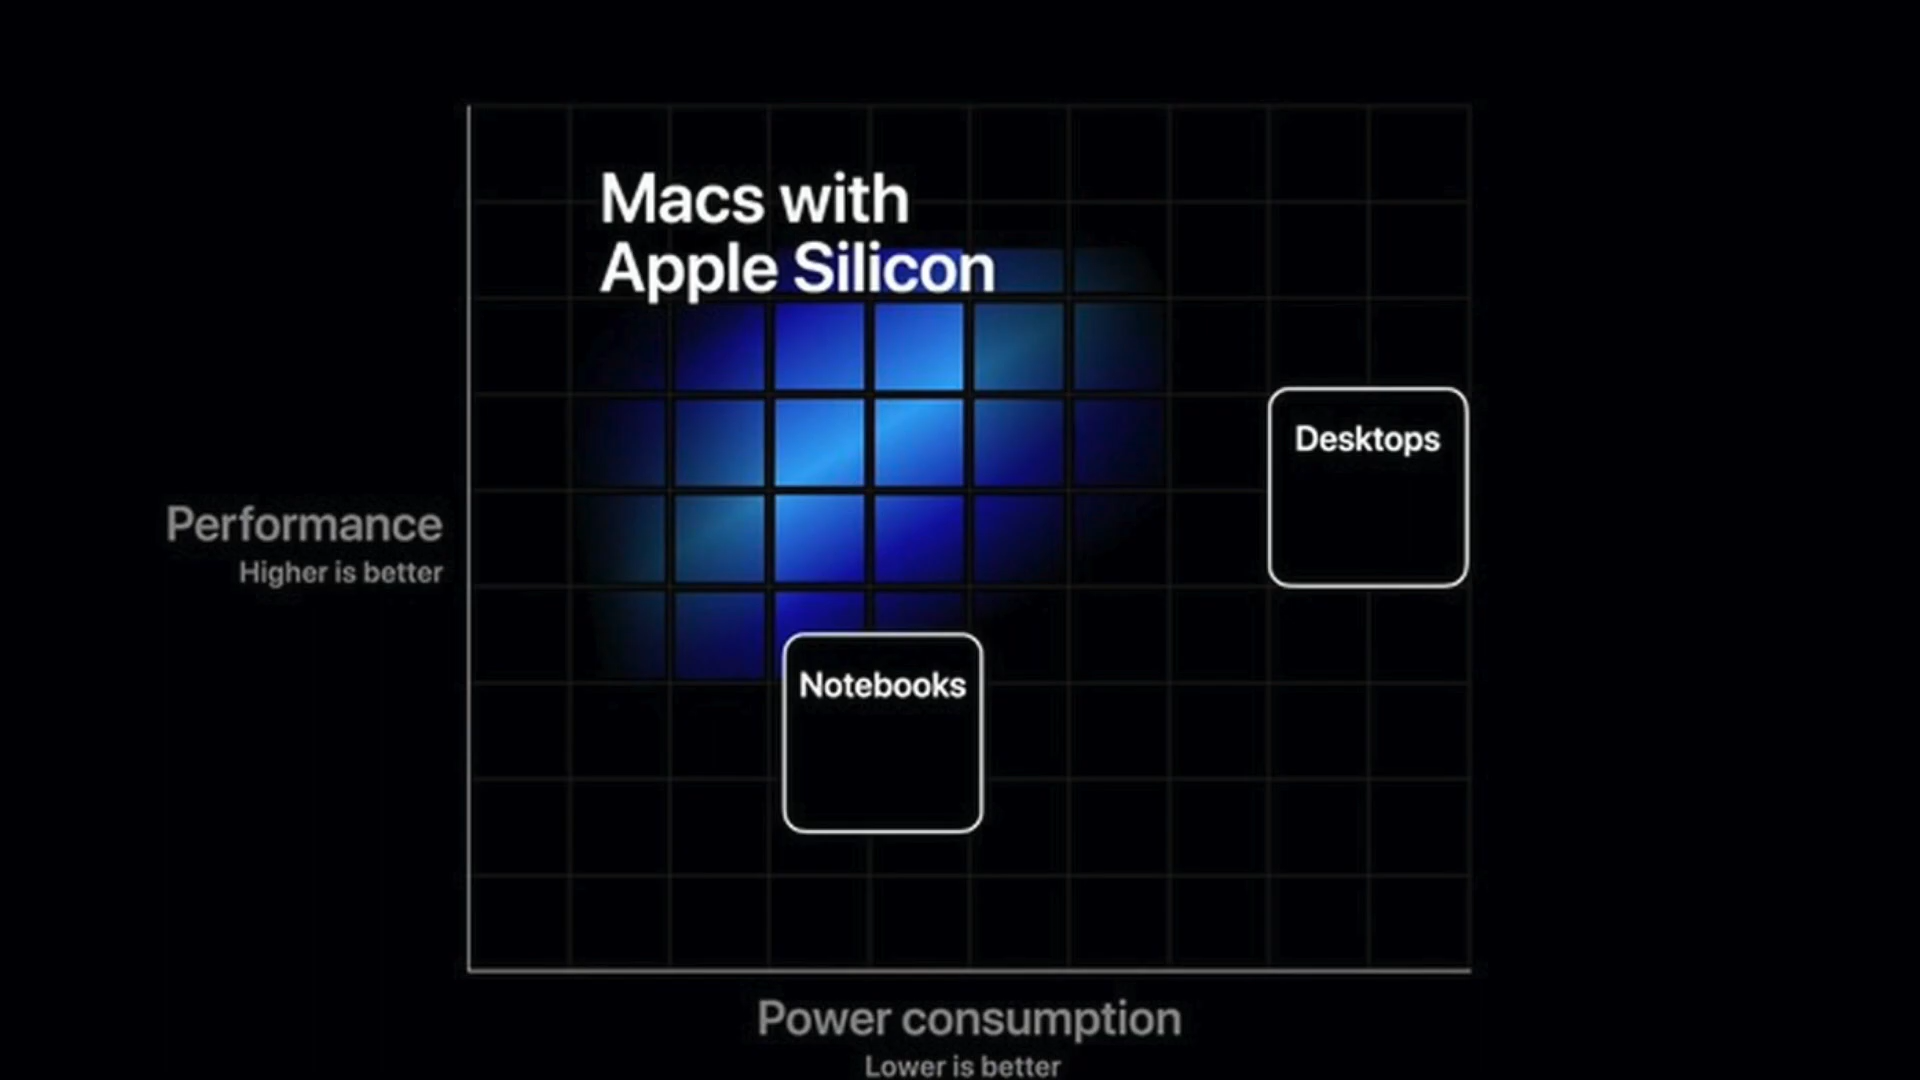 Macs with
Apple Silicon
Desktops
Performance
Higher is better
Notebooks
Power consumption
Lower is better